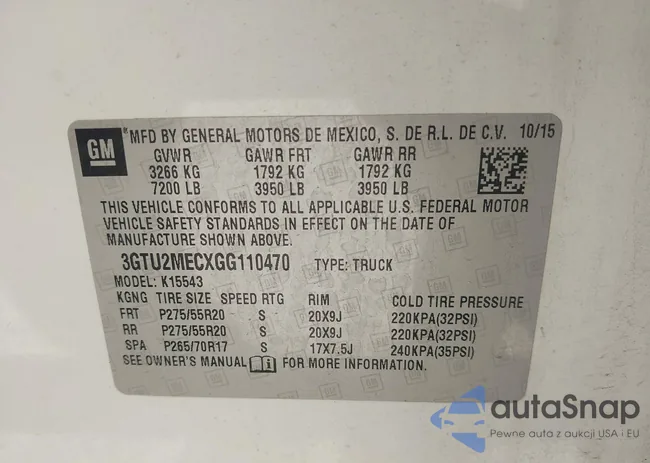 GM *MFD BY GENERAL MOTORS DE MEXICO, S. DE R.L. DE C.V. 10/15
GVWR GAWR FRT GAWR RR
3266 KG 1792 KG 1792 KG
7200 LB 3950 LB 3950 LB
THIS VEHICLE CONFORMS TO ALL APPLICABLE U.S. FEDERAL MOTOR
VEHICLE SAFETY STANDARDS IN EFFECT ON THE DATE OF
MANUFACTURE SHOWN ABOVE.
3GTU2MECXGG110470 TYPE: TRUCK
MODEL: K15543
KGNG TIRE SIZE SPEED RTG RIM COLD TIRE PRESSURE
FRT P275/55R20 S 20X9J 220KPA(32PSI)
RR P275/55R20 S 20X9J 220KPA(32PSI)
SPA P265/70R17 S 17X7.5J 240KPA(35PSI)
SEE OWNER'S MANUAL FOR MORE INFORMATION.
autaSnap
Pewne auta z aukcji USA i EU